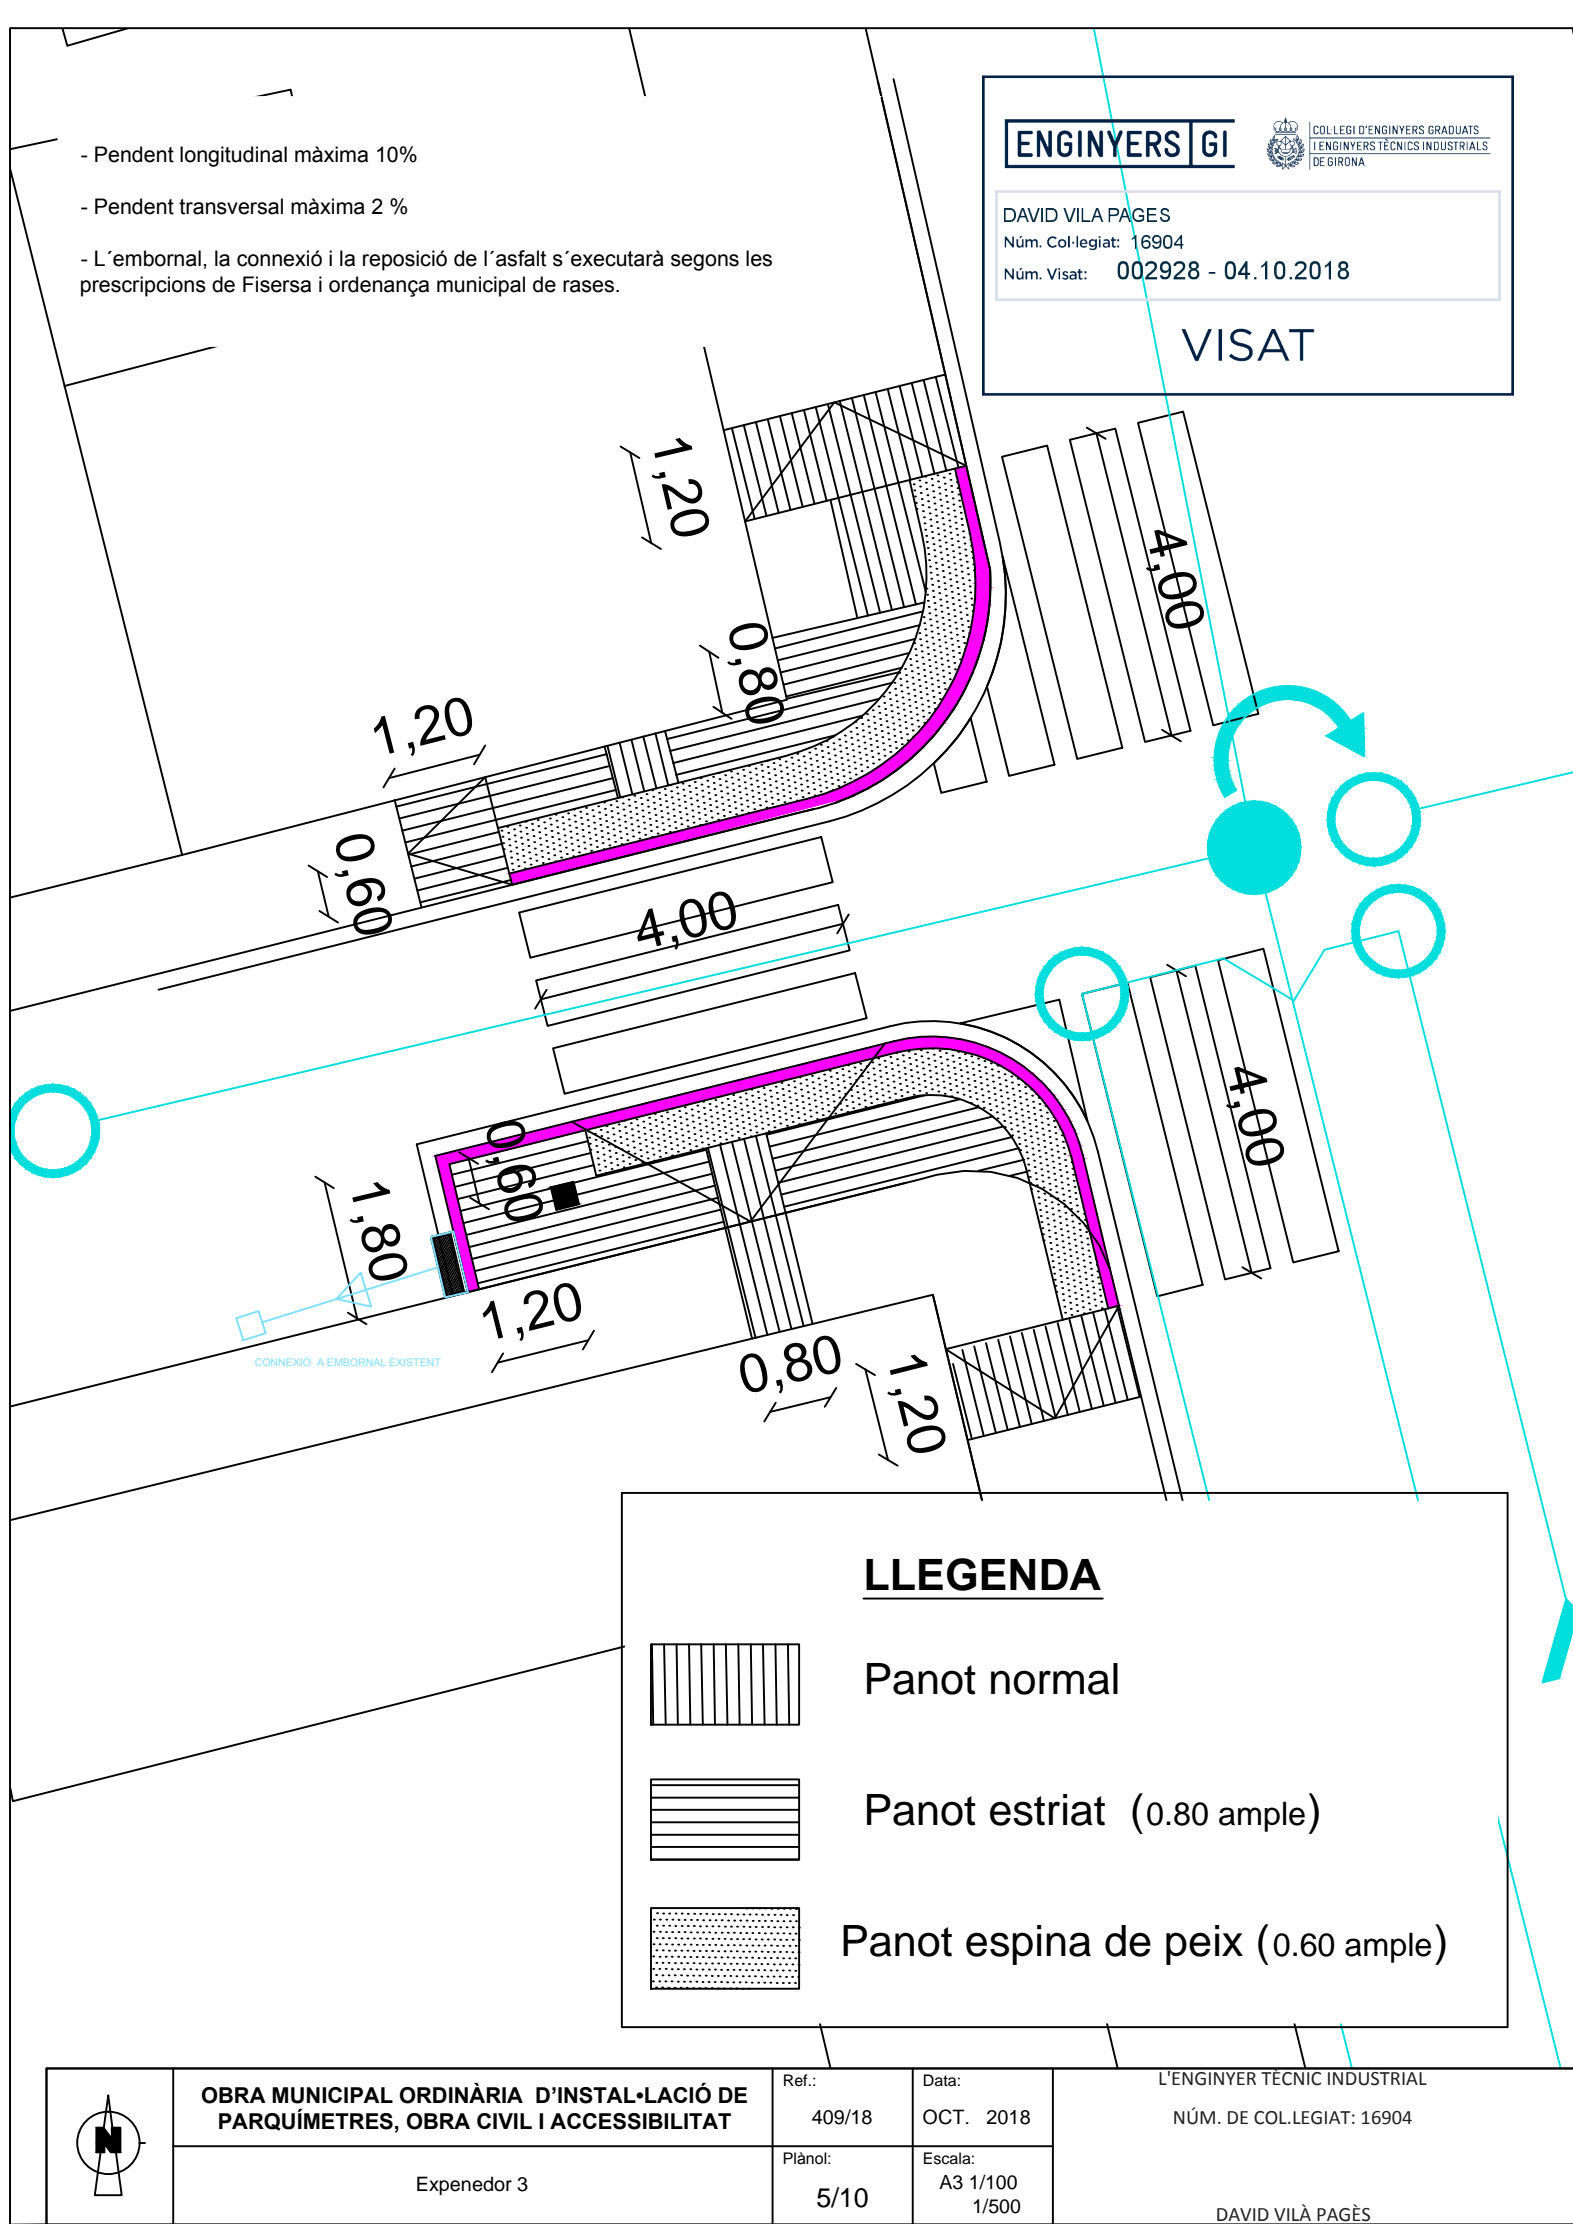 - Pendent longitudinal màxima 10%
- Pendent transversal màxima 2 %
- L´embornal, la connexió i la reposició de l´asfalt s´executarà segons les
prescripcions de Fisersa i ordenança municipal de rases.
ENGINYERS GI
COL·LEGI D'ENGINYERS GRADUATS
I ENGINYERS TÈCNICS INDUSTRIALS
DE GIRONA
DAVID VILA PAGES
Núm. Col·legiat: 16904
Núm. Visat: 002928 - 04.10.2018
VISAT
1,20
4,00
0,80
1,20
0,60
4,00
0,60
4,00
1,80
1,20
CONNEXIÓ A EMBORNAL EXISTENT
0,80
1,20
LLEGENDA
Panot normal
Panot estriat (0.80 ample)
Panot espina de peix (0.60 ample)
N
OBRA MUNICIPAL ORDINÀRIA D'INSTAL•LACIÓ DE
PARQUÍMETRES, OBRA CIVIL I ACCESSIBILITAT
Expenedor 3
Ref.:
409/18
Data:
OCT. 2018
Plànol:
5/10
Escala:
A3 1/100
1/500
L'ENGINYER TÈCNIC INDUSTRIAL
NÚM. DE COL.LEGIAT: 16904
DAVID VILÀ PAGÈS